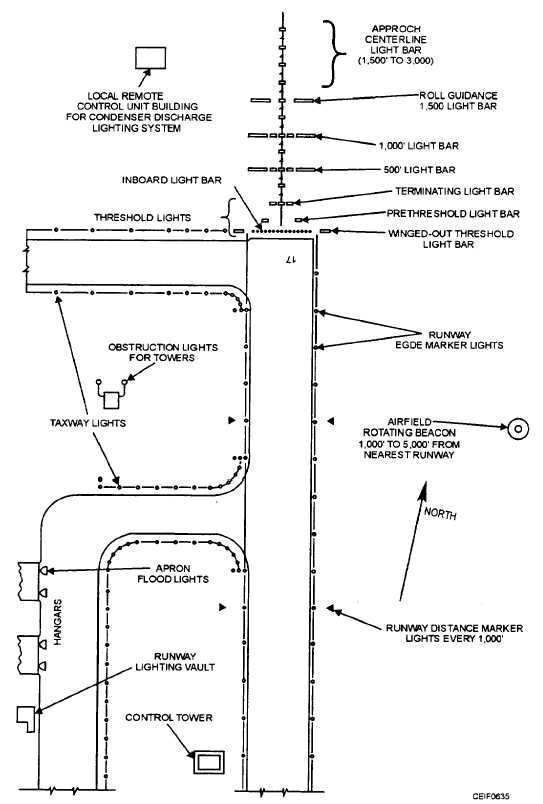 APPROCH
CENTERLINE
LIGHT BAR
(1,500' TO 3,000')
LOCAL REMOTE
CONTROL UNIT BUILDING
FOR CONDENSER DISCHARGE
LIGHTING SYSTEM
ROLL GUIDANCE
1,500 LIGHT BAR
1,000' LIGHT BAR
500' LIGHT BAR
INBOARD LIGHT BAR
TERMINATING LIGHT BAR
THRESHOLD LIGHTS
PRETHRESHOLD LIGHT BAR
WINGED-OUT THRESHOLD
LIGHT BAR
17
RUNWAY
EGDE MARKER LIGHTS
OBSTRUCTION LIGHTS
FOR TOWERS
TAXWAY LIGHTS
AIRFIELD
ROTATING BEACON
1,000' TO 5,000' FROM
NEAREST RUNWAY
NORTH
APRON
FLOOD LIGHTS
HANGARS
RUNWAY DISTANCE MARKER
LIGHTS EVERY 1,000'
RUNWAY
LIGHTING VAULT
CONTROL TOWER
CEIF0635